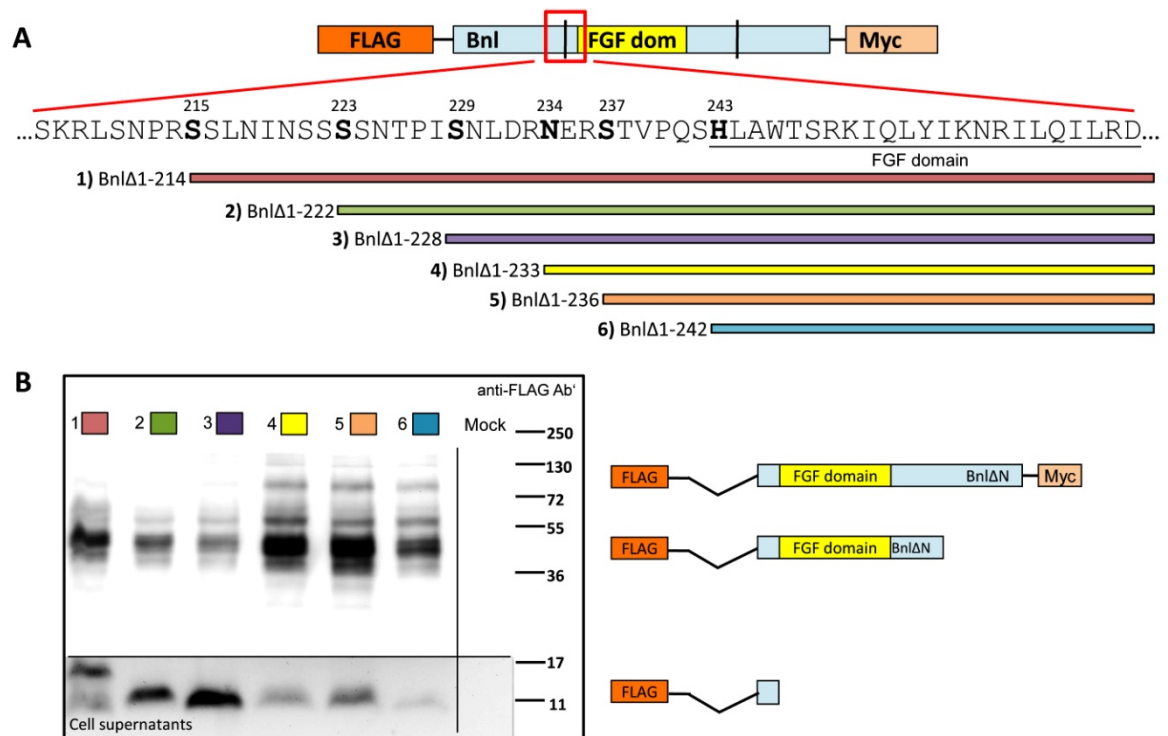 A
FLAG Bnl FGF dom Myc
215 223 229 234 237 243
...SKRLSNPRSSLNINSSSSNTPISNLDRNERSTVPQSHLAWTSRKIQLYIKNRILQILRD...
FGF domain
1) BnlΔ1-214
2) BnlΔ1-222
3) BnlΔ1-228
4) BnlΔ1-233
5) BnlΔ1-236
6) BnlΔ1-242
B
anti-FLAG Ab'
1 2 3 4 5 6 Mock
250
130
72
55
36
17
11
Cell supernatants
FLAG FGF domain BnlΔN Myc
FLAG FGF domain BnlΔN
FLAG